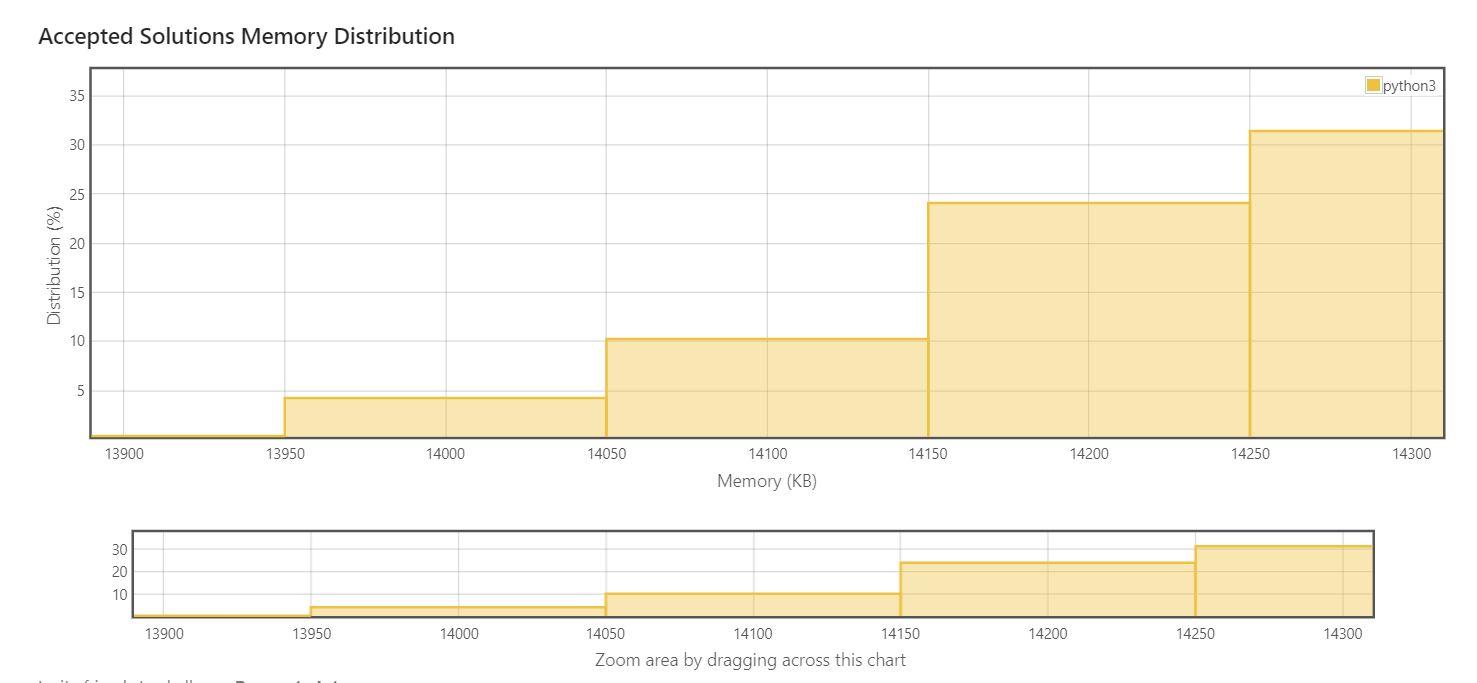 Accepted Solutions Memory Distribution
python3
35
30
25
20
15
10
5
Distribution (%)
13900 13950 14000 14050 14100 14150 14200 14250 14300
Memory (KB)
30
20
10
13900 13950 14000 14050 14100 14150 14200 14250 14300
Zoom area by dragging across this chart